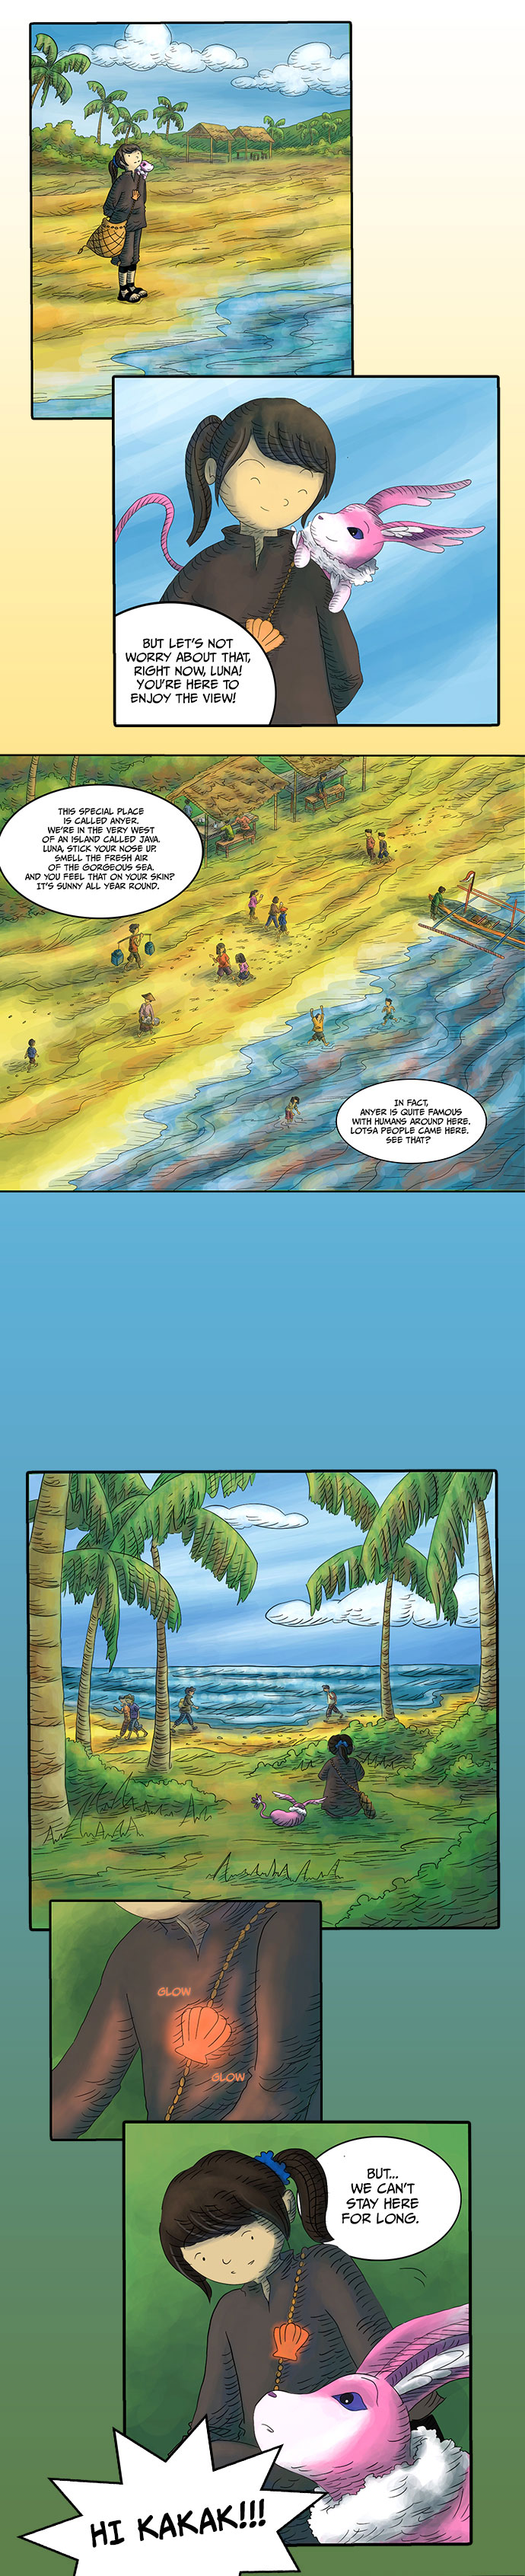 BUT LET'S NOT
WORRY ABOUT THAT,
RIGHT NOW, LUNA!
YOU'RE HERE TO
ENJOY THE VIEW!
THIS SPECIAL PLACE
IS CALLED ANYER.
WE'RE IN THE VERY WEST
OF AN ISLAND CALLED JAVA.
LUNA, STICK YOUR NOSE UP.
SMELL THE FRESH AIR
OF THE GORGEOUS SEA.
AND YOU FEEL THAT ON YOUR SKIN?
IT'S SUNNY ALL YEAR ROUND.
IN FACT,
ANYER IS QUITE FAMOUS
WITH HUMANS AROUND HERE.
LOTSA PEOPLE CAME HERE.
SEE THAT?
GLOW
GLOW
BUT...
WE CAN'T
STAY HERE
FOR LONG.
HI KAKAK!!!